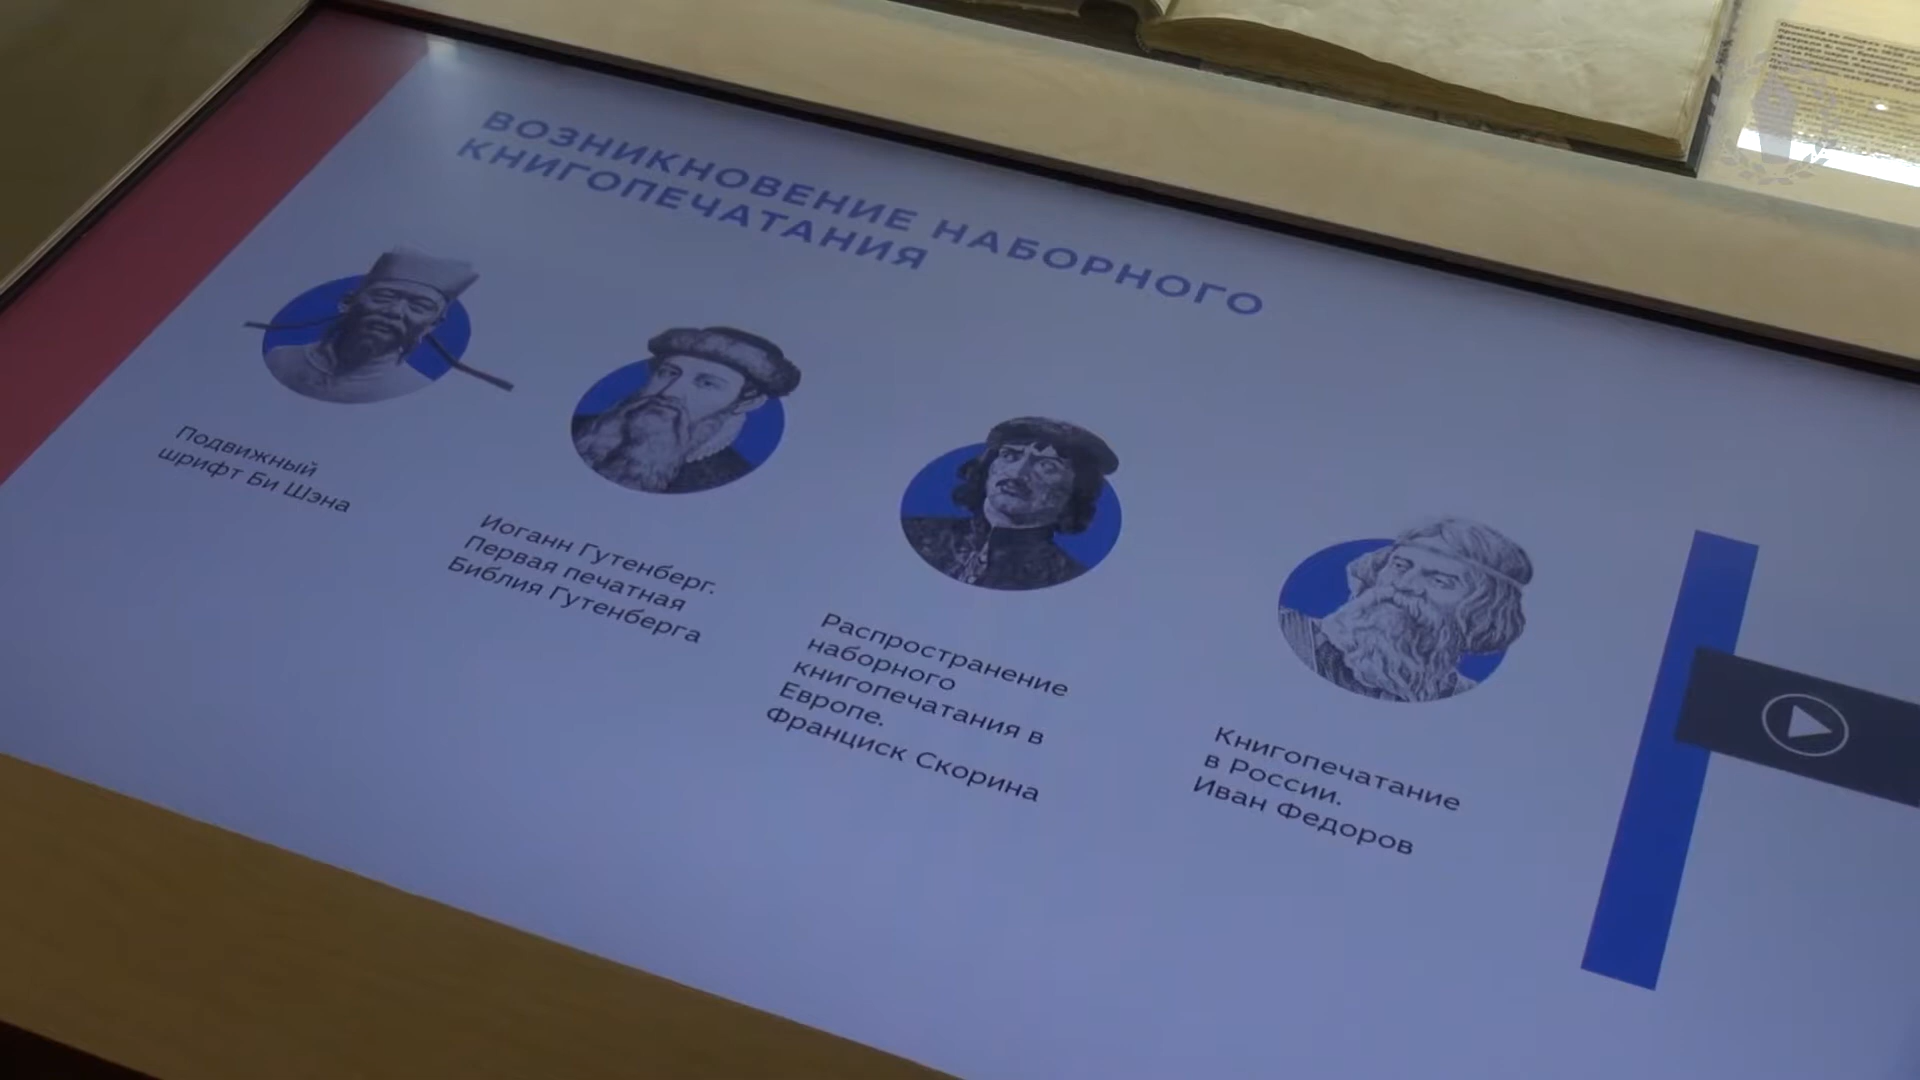 ВОЗНИКНОВЕНИЕ НАБОРНОГО
КНИГОПЕЧАТАНИЯ
Подвижный
шрифт Би Шэна
Иоганн Гутенберг.
Первая печатная
Библия Гутенберга
Распространение
наборного
книгопечатания в
Европе.
Франциск Скорина
Книгопечатание
в России.
Иван Федоров